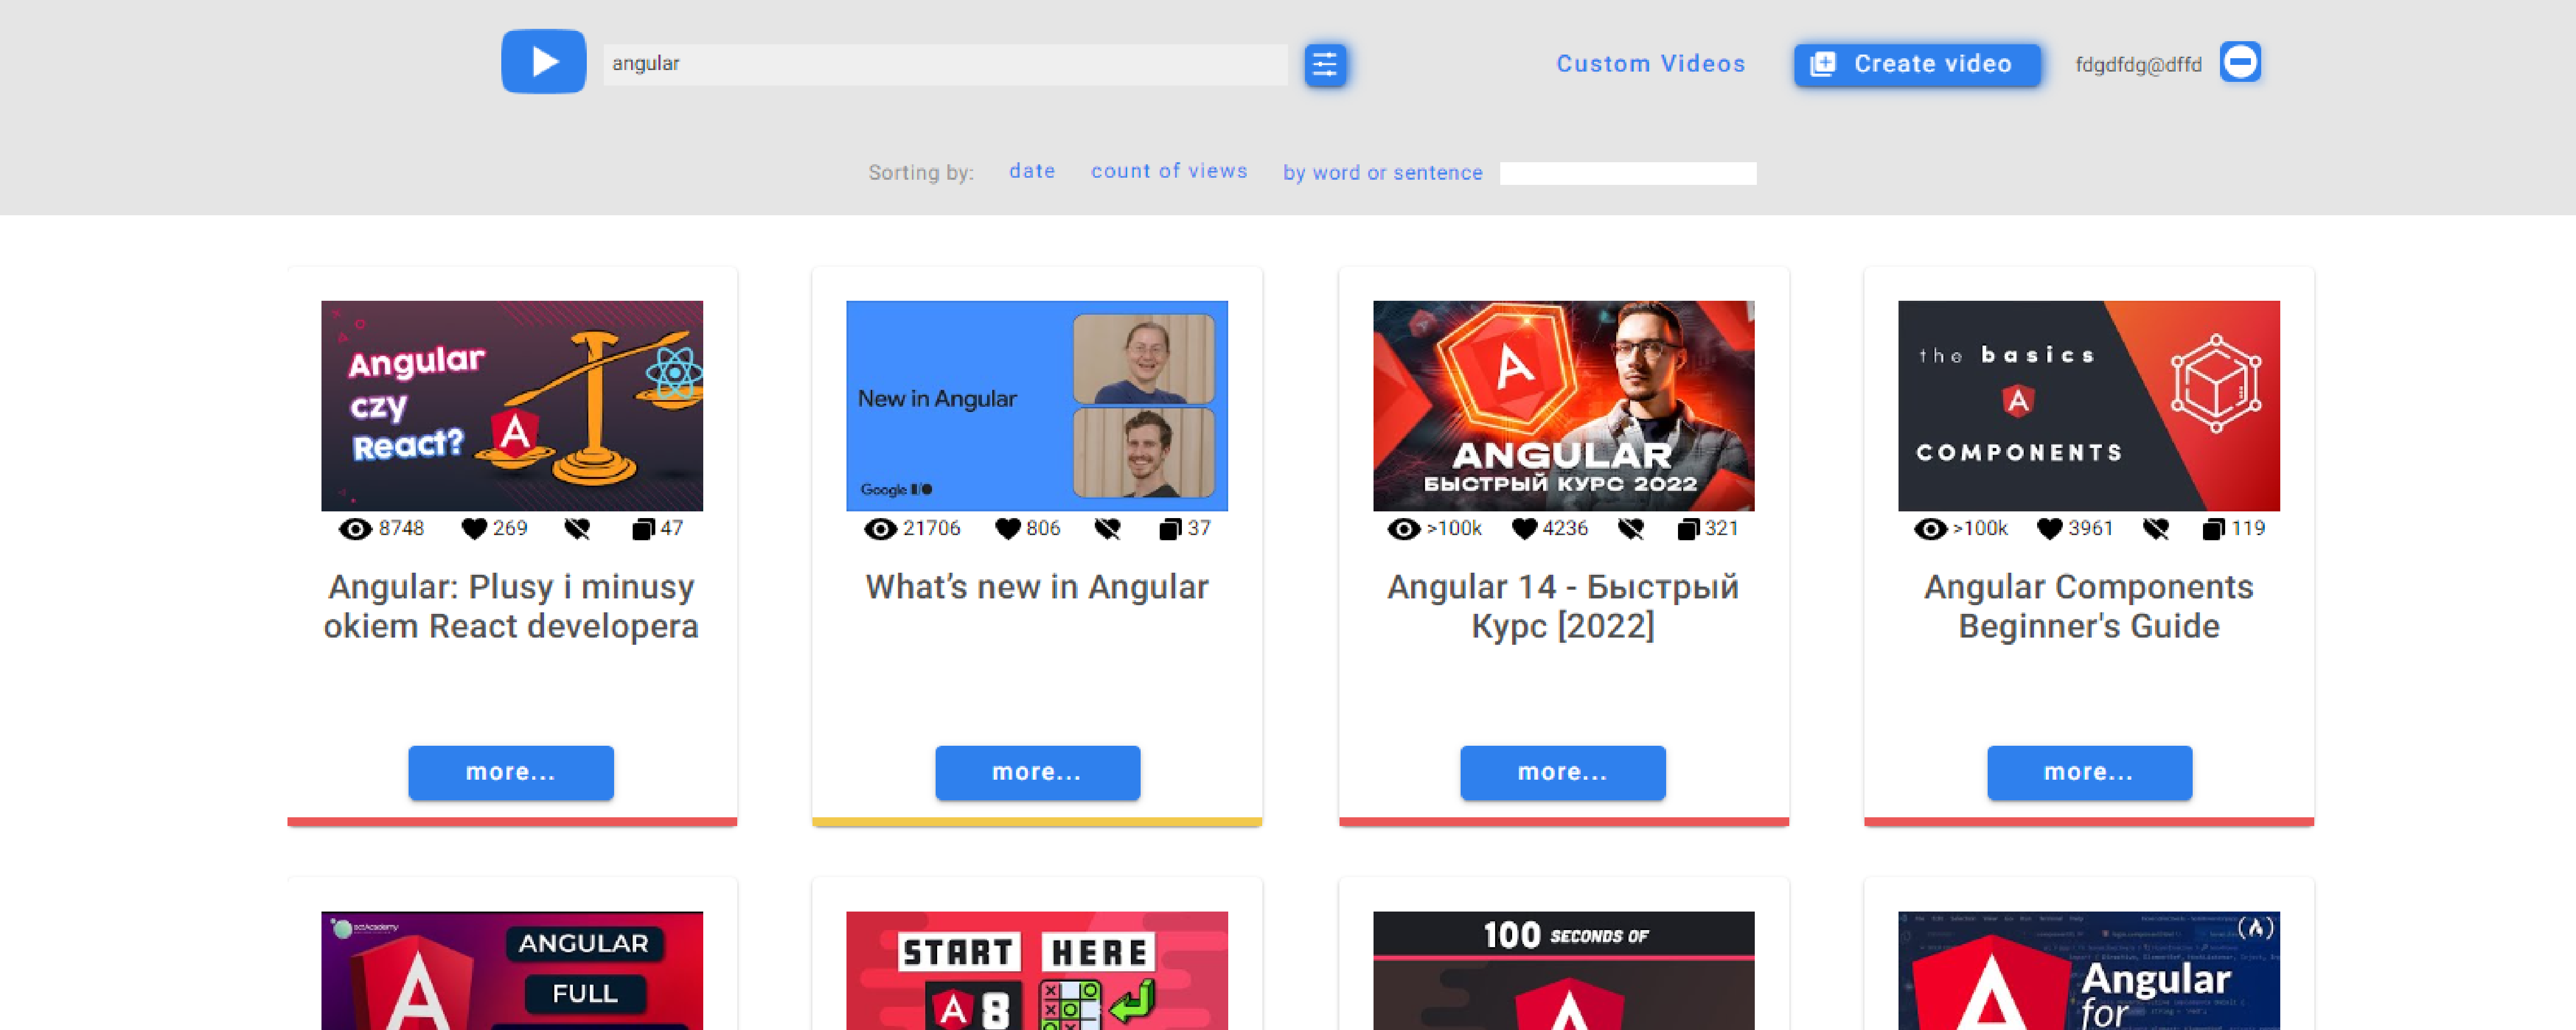 angular
Custom Videos
Create video
fdgdfdg@dffd
Sorting by:
date
count of views
by word or sentence
Angular
czy
React?
New in Angular
Google I/O
ANGULAR
БЫСТРЫЙ КУРС 2022
the basics
COMPONENTS
8748 269 47
21706 806 37
>100k 4236 321
>100k 3961 119
Angular: Plusy i minusy
okiem React developera
What’s new in Angular
Angular 14 - Быстрый
Курс [2022]
Angular Components
Beginner's Guide
more...
more...
more...
more...
ANGULAR
FULL
START HERE
8
100 SECONDS OF
Angular
for